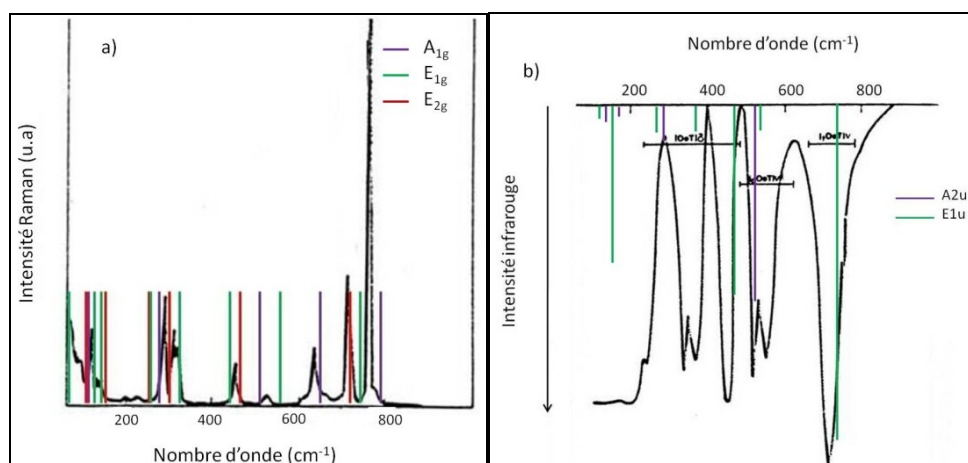 a)
A1g
E1g
E2g
Intensité Raman (u.a)
200 400 600 800
Nombre d'onde (cm-1)
Nombre d'onde (cm-1)
b)
200 400 600 800
A2u
E1u
Intensité infrarouge